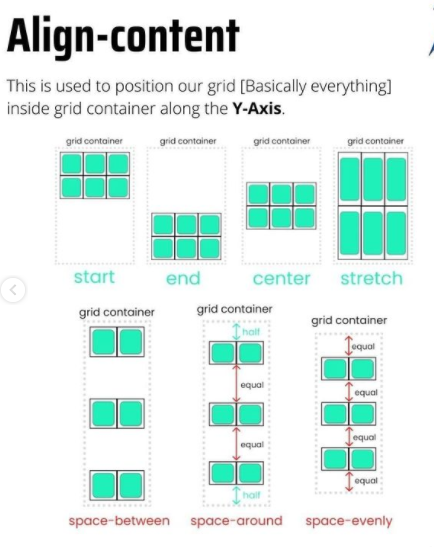 Align-content
This is used to position our grid [Basically everything]
inside grid container along the Y-Axis.
grid container grid container grid container grid container
start end center stretch
grid container grid container grid container
half
equal
equal
half
equal
equal
equal
equal
space-between space-around space-evenly